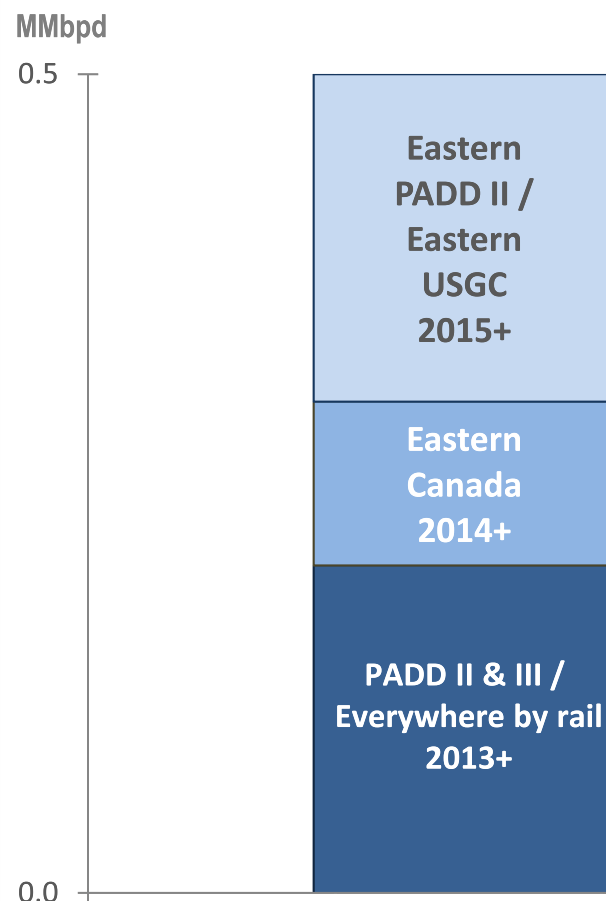 MMbpd
0.5
Eastern
PADD II /
Eastern
USGC
2015+
Eastern
Canada
2014+
PADD II & III /
Everywhere by rail
2013+
0.0